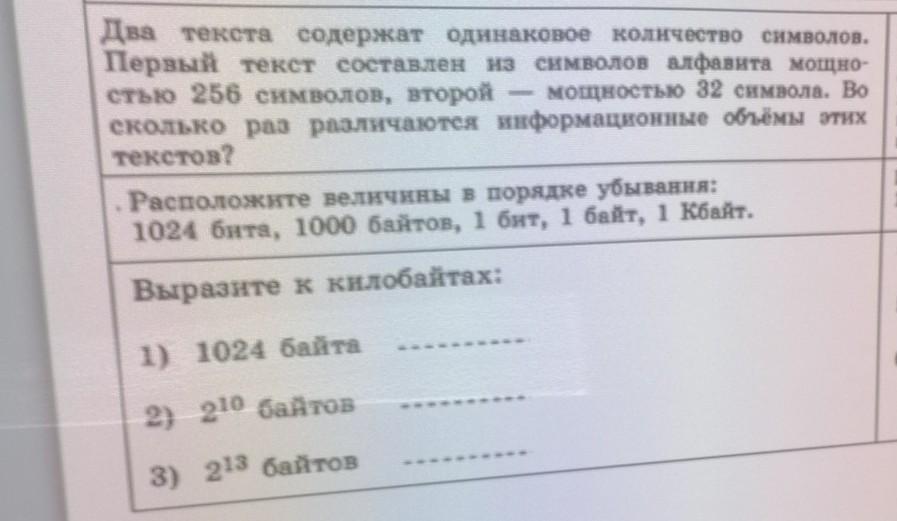 Два текста содержат одинаковое количество символов.
Первый текст составлен из символов алфавита мощно-
стью 256 символов, второй — мощностью 32 символа. Во
сколько раз различаются информационные объёмы этих
текстов?
. Расположите величины в порядке убывания:
1024 бита, 1000 байтов, 1 бит, 1 байт, 1 Кбайт.
Выразите к килобайтах:
1) 1024 байта ----------
2) 2¹⁰ байтов ----------
3) 2¹³ байтов ----------